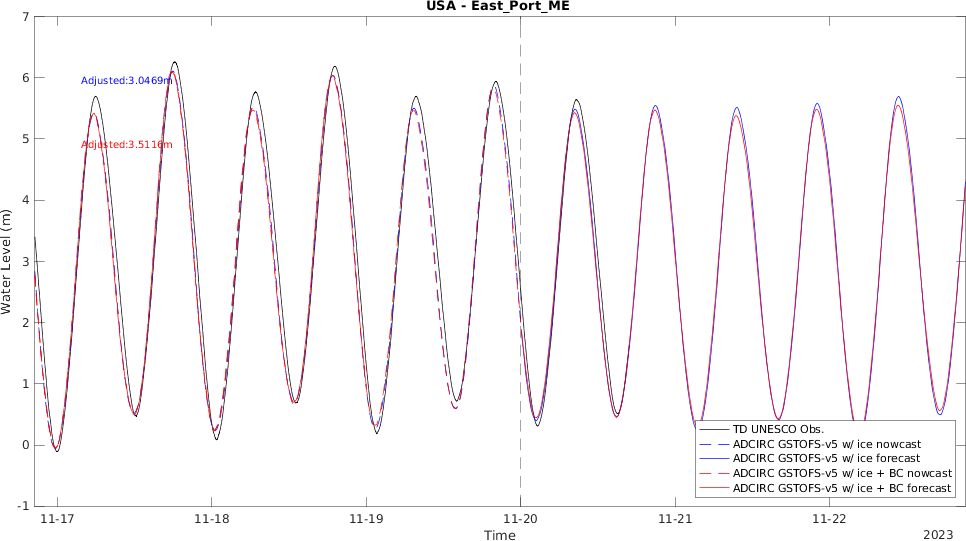 USA - East_Port_ME
7
6
5
4
3
2
1
0
-1
Water Level (m)
Adjusted:3.0469m
Adjusted:3.5116m
TD UNESCO Obs.
ADCIRC GSTOFS-v5 w/ ice nowcast
ADCIRC GSTOFS-v5 w/ ice forecast
ADCIRC GSTOFS-v5 w/ ice + BC nowcast
ADCIRC GSTOFS-v5 w/ ice + BC forecast
11-17 11-18 11-19 11-20 11-21 11-22
Time
2023